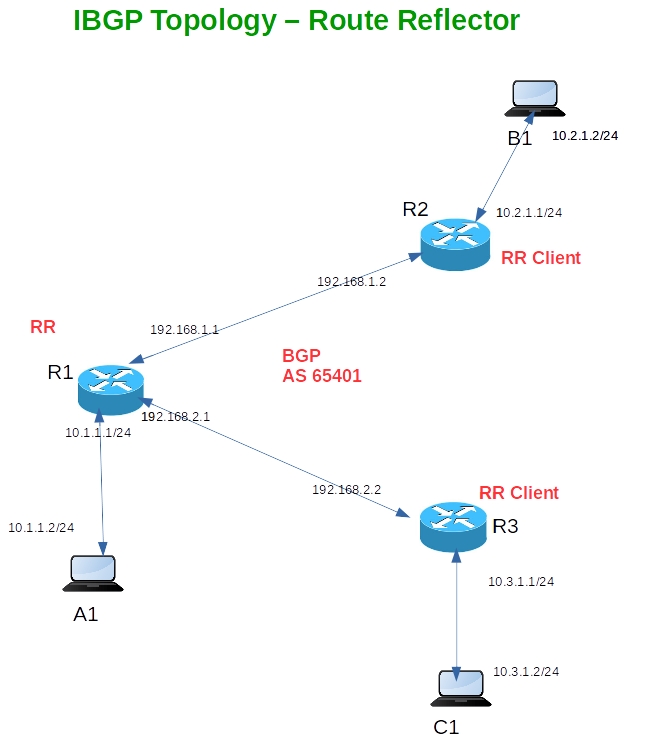 IBGP Topology – Route Reflector
B1
10.2.1.2/24
R2
10.2.1.1/24
RR Client
192.168.1.2
RR
192.168.1.1
BGP
AS 65401
R1
192.168.2.1
10.1.1.1/24
192.168.2.2
RR Client
R3
10.1.1.2/24
A1
10.3.1.1/24
10.3.1.2/24
C1